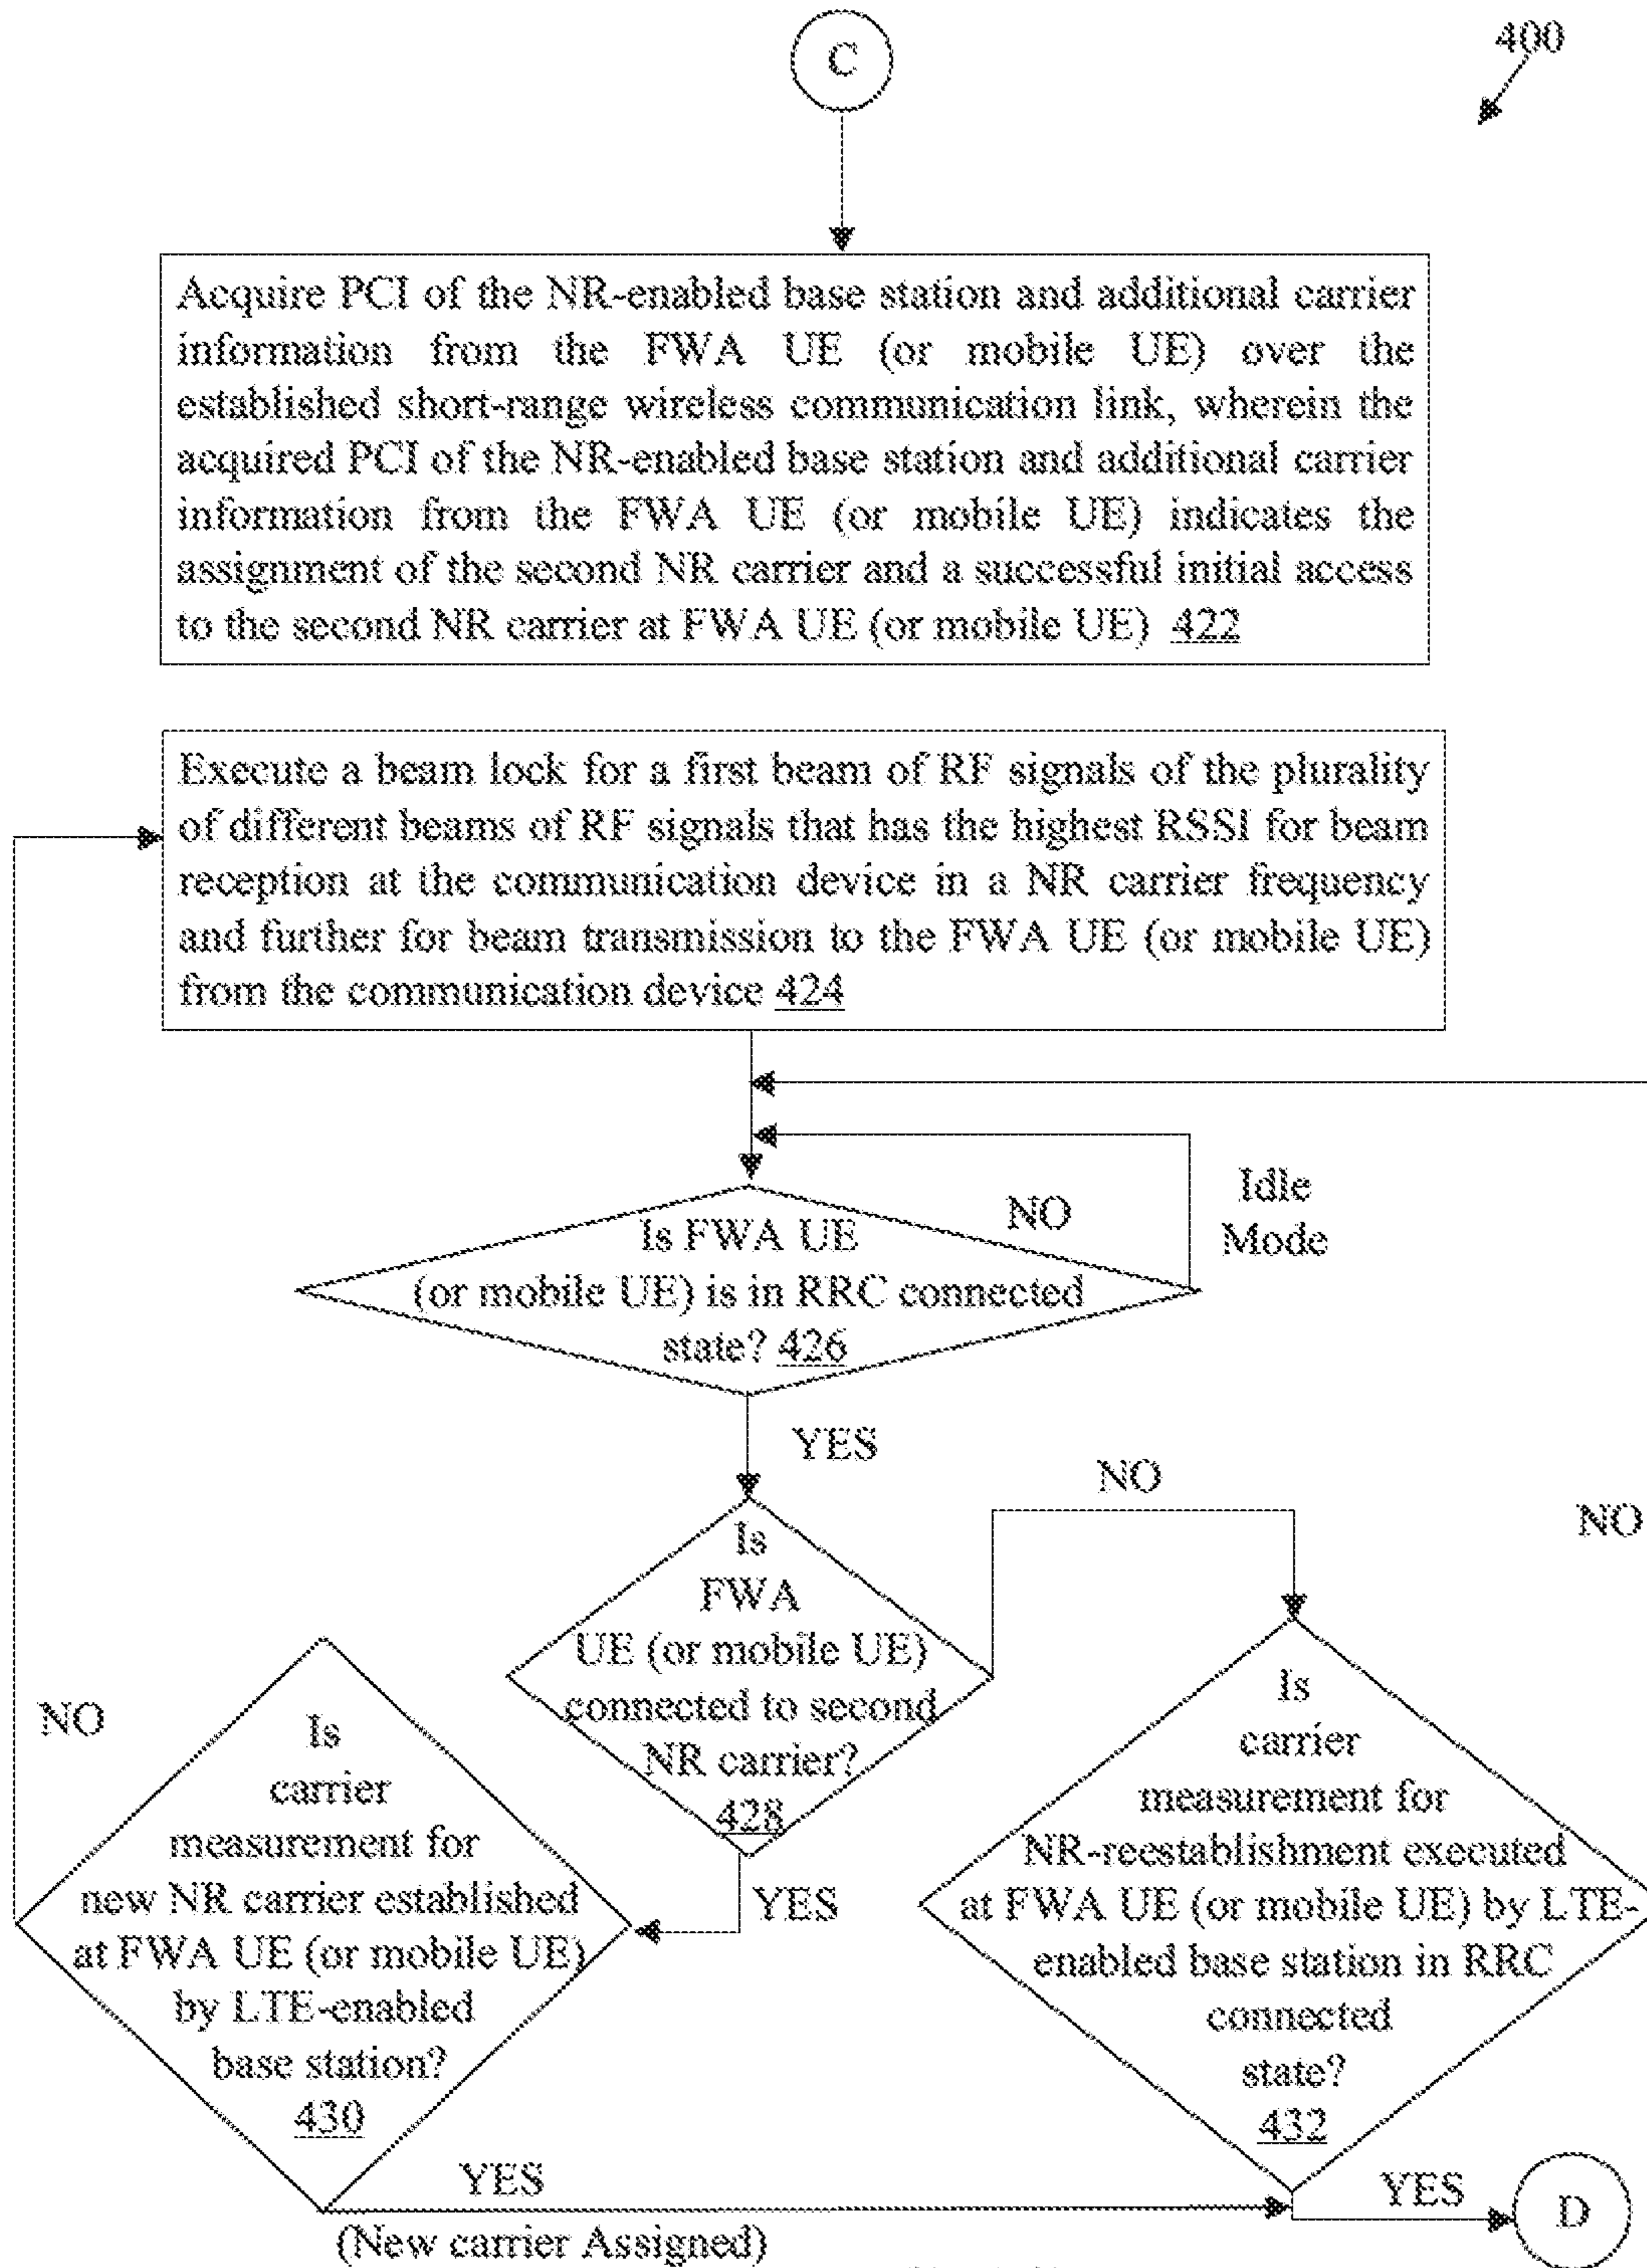 C
400
Acquire PCI of the NR-enabled base station and additional carrier
information from the FWA UE (or mobile UE) over the
established short-range wireless communication link, wherein the
acquired PCI of the NR-enabled base station and additional carrier
information from the FWA UE (or mobile UE) indicates the
assignment of the second NR carrier and a successful initial access
to the second NR carrier at FWA UE (or mobile UE) 422
Execute a beam lock for a first beam of RF signals of the plurality
of different beams of RF signals that has the highest RSSI for beam
reception at the communication device in a NR carrier frequency
and further for beam transmission to the FWA UE (or mobile UE)
from the communication device 424
Idle
Mode
NO
Is FWA UE
(or mobile UE) is in RRC connected
state? 426
YES
NO
NO
Is
FWA
UE (or mobile UE)
connected to second
NR carrier?
428
YES
NO
Is
carrier
measurement for
new NR carrier established
at FWA UE (or mobile UE)
by LTE-enabled
base station?
430
Is
carrier
measurement for
NR-reestablishment executed
at FWA UE (or mobile UE) by LTE-
enabled base station in RRC
connected
state?
432
YES
(New carrier Assigned)
YES
D